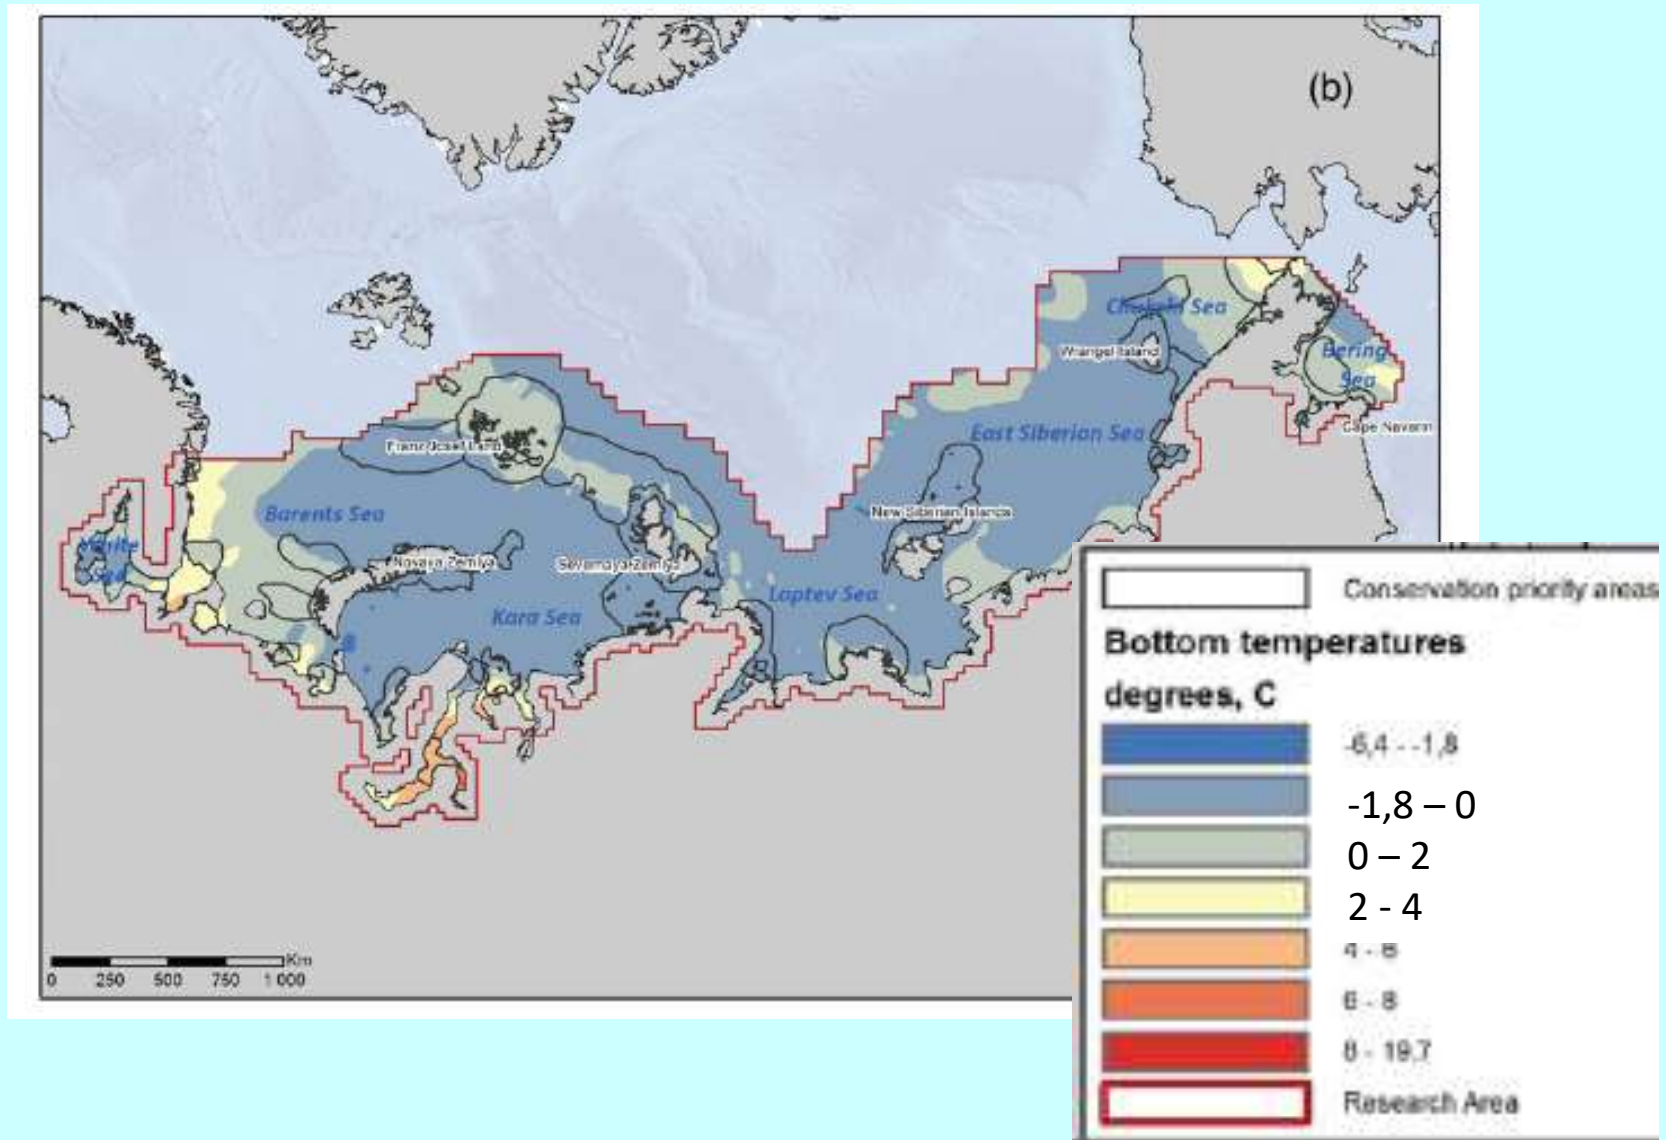 (b)
Chukchi Sea
Wrangel Island
Bering
Sea
Cape Navarin
East Siberian Sea
Franz Josef Land
New Siberian Islands
Barents Sea
White
Sea
Novaya Zemlya
Severnaya Zemlya
Laptev Sea
Kara Sea
Km
0 250 500 750 1 000
Conservation priority areas
Bottom temperatures
degrees, C
-6,4 - -1,8
-1,8 – 0
0 – 2
2 - 4
4 - 6
6 - 8
8 - 19,7
Research Area